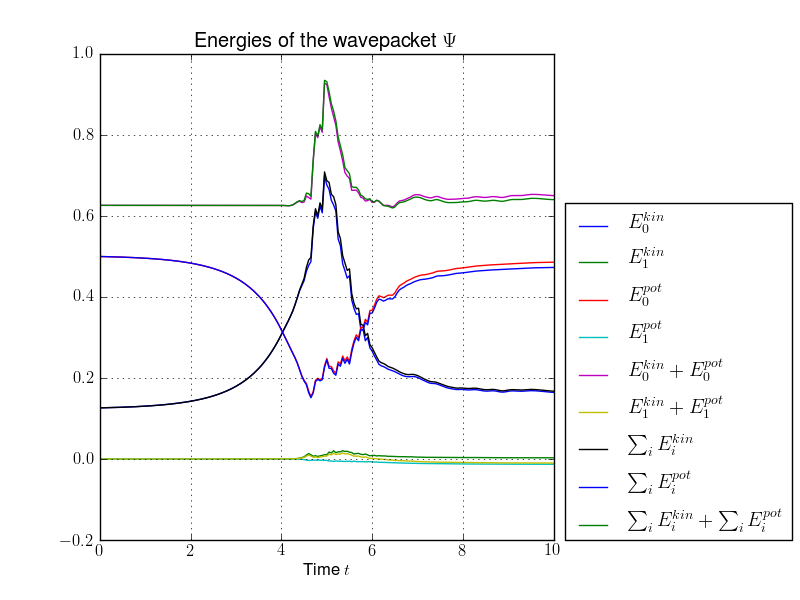 Energies of the wavepacket Ψ
1.0
0.8
0.6
0.4
0.2
0.0
−0.2
0 2 4 6 8 10
Time t
E_0^{kin}
E_1^{kin}
E_0^{pot}
E_1^{pot}
E_0^{kin} + E_0^{pot}
E_1^{kin} + E_1^{pot}
∑_i E_i^{kin}
∑_i E_i^{pot}
∑_i E_i^{kin} + ∑_i E_i^{pot}